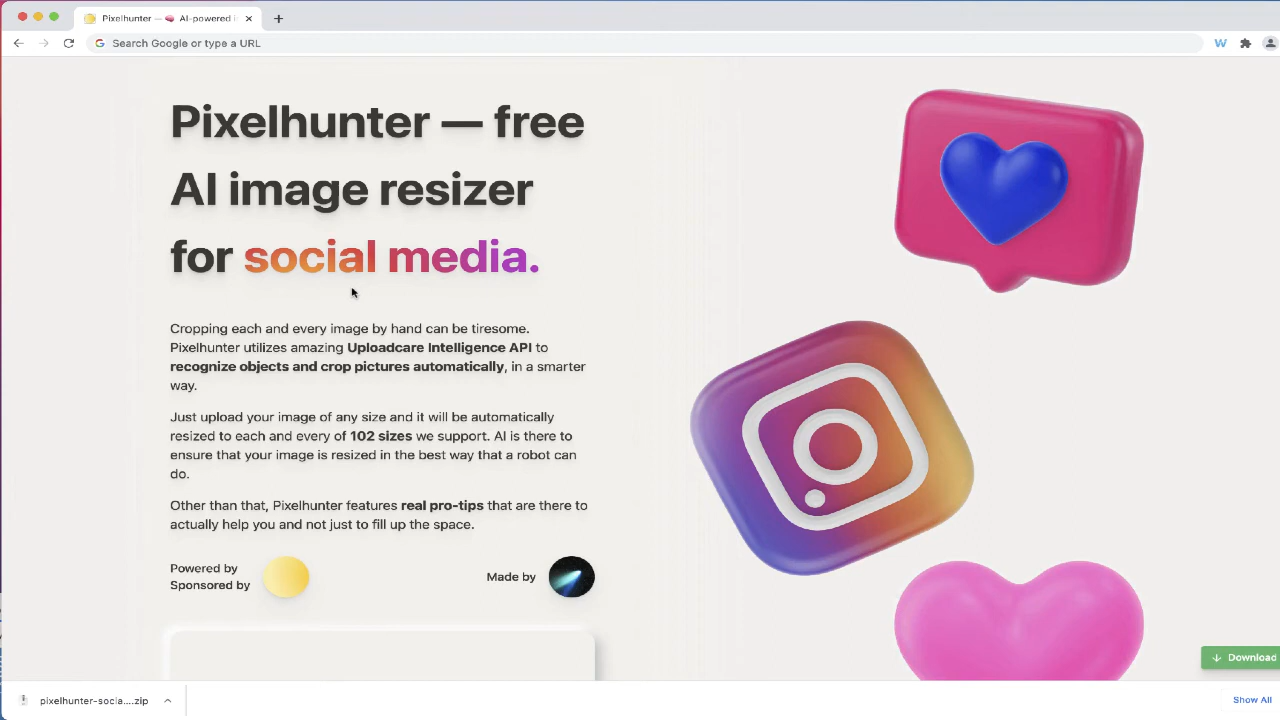 Pixelhunter — 🧠 AI-powered i
Search Google or type a URL
W
Pixelhunter — free
AI image resizer
for social media.
Cropping each and every image by hand can be tiresome.
Pixelhunter utilizes amazing Uploadcare Intelligence API to
recognize objects and crop pictures automatically, in a smarter
way.
Just upload your image of any size and it will be automatically
resized to each and every of 102 sizes we support. AI is there to
ensure that your image is resized in the best way that a robot can
do.
Other than that, Pixelhunter features real pro-tips that are there to
actually help you and not just to fill up the space.
Powered by
Sponsored by
Made by
Download
pixelhunter-socia....zip
Show All